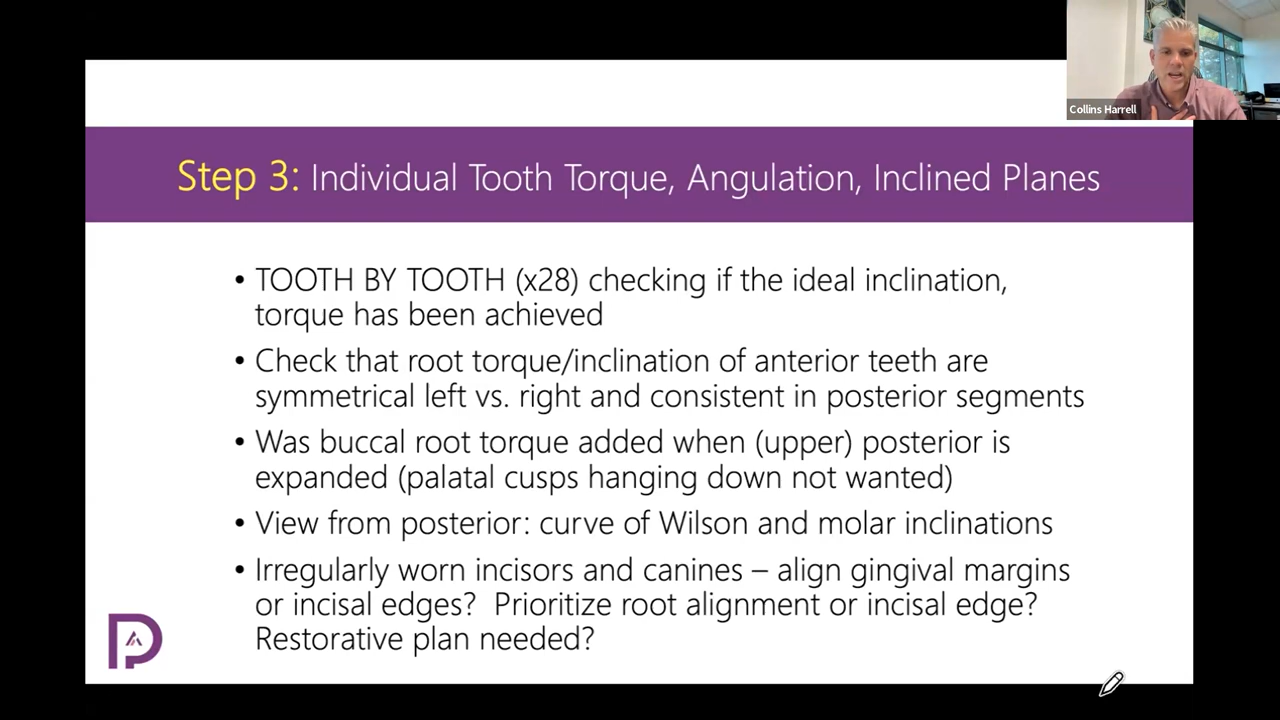 Collins Harrell
Step 3: Individual Tooth Torque, Angulation, Inclined Planes
• TOOTH BY TOOTH (x28) checking if the ideal inclination,
torque has been achieved
• Check that root torque/inclination of anterior teeth are
symmetrical left vs. right and consistent in posterior segments
• Was buccal root torque added when (upper) posterior is
expanded (palatal cusps hanging down not wanted)
• View from posterior: curve of Wilson and molar inclinations
• Irregularly worn incisors and canines – align gingival margins
or incisal edges?  Prioritize root alignment or incisal edge?
Restorative plan needed?